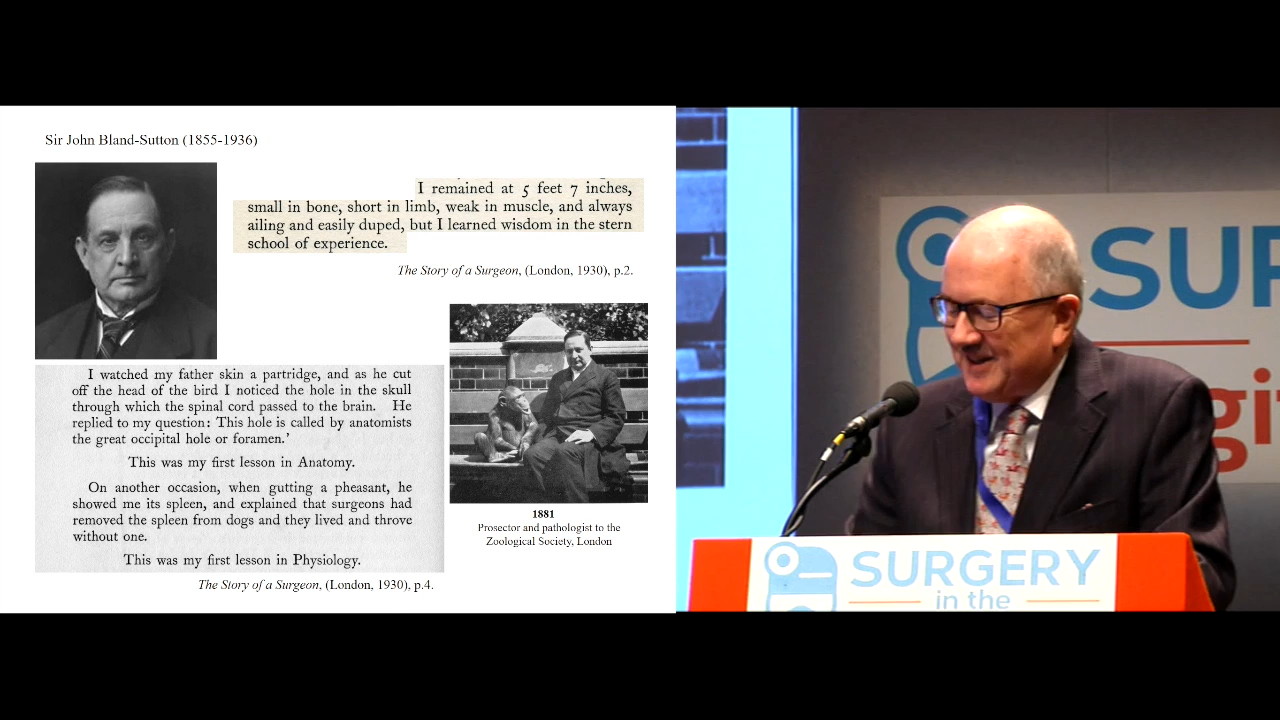 Sir John Bland-Sutton (1855-1936)
I remained at 5 feet 7 inches,
small in bone, short in limb, weak in muscle, and always
ailing and easily duped, but I learned wisdom in the stern
school of experience.
The Story of a Surgeon, (London, 1930), p.2.
I watched my father skin a partridge, and as he cut
off the head of the bird I noticed the hole in the skull
through which the spinal cord passed to the brain. He
replied to my question: This hole is called by anatomists
the great occipital hole or foramen.'
This was my first lesson in Anatomy.
On another occasion, when gutting a pheasant, he
showed me its spleen, and explained that surgeons had
removed the spleen from dogs and they lived and throve
without one.
This was my first lesson in Physiology.
The Story of a Surgeon, (London, 1930), p.4.
1881
Prosector and pathologist to the
Zoological Society, London
SUR
git
SURGERY
in the